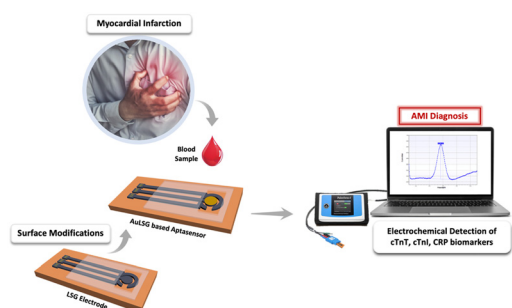 Myocardial Infarction
Blood
Sample
AMI Diagnosis
AuLSG based Aptasensor
Surface Modifications
LSG Electrode
Electrochemical Detection of
cTnT, cTnI, CRP biomarkers